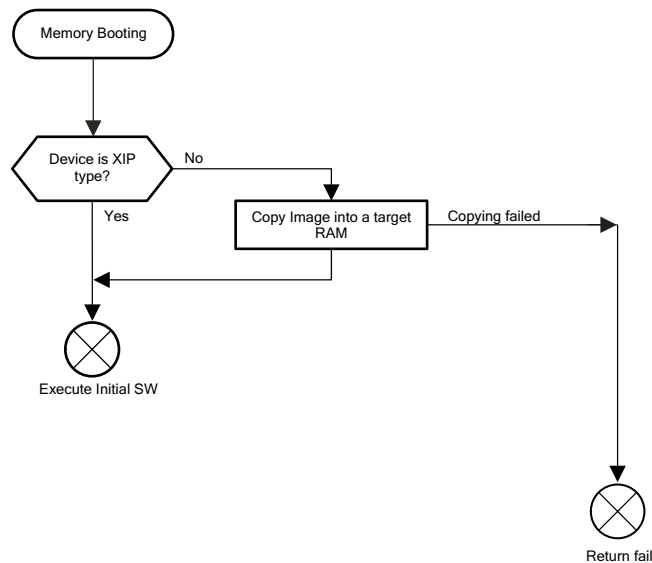 Memory Booting
Device is XIP
type?
No
Yes
Copy Image into a target
RAM
Copying failed
Execute Initial SW
Return fail